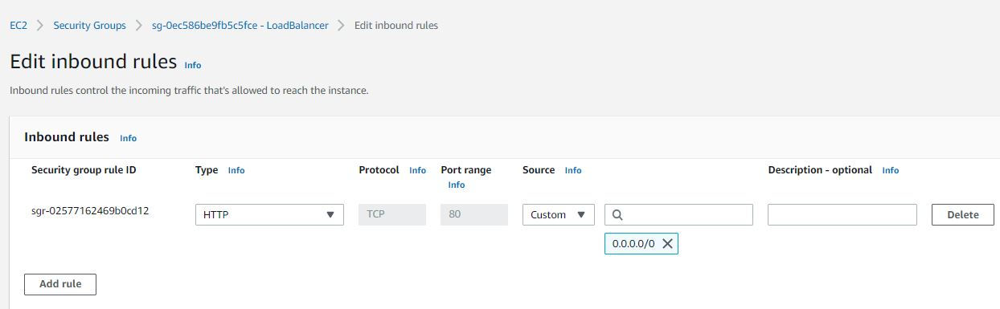 EC2 > Security Groups > sg-0ec586be9fb5c5fce - LoadBalancer > Edit inbound rules
Edit inbound rules Info
Inbound rules control the incoming traffic that's allowed to reach the instance.
Inbound rules Info
Security group rule ID Type Info Protocol Info Port range Info Source Info Description - optional Info
sgr-02577162469b0cd12 HTTP TCP 80 Custom Delete
0.0.0.0/0
Add rule